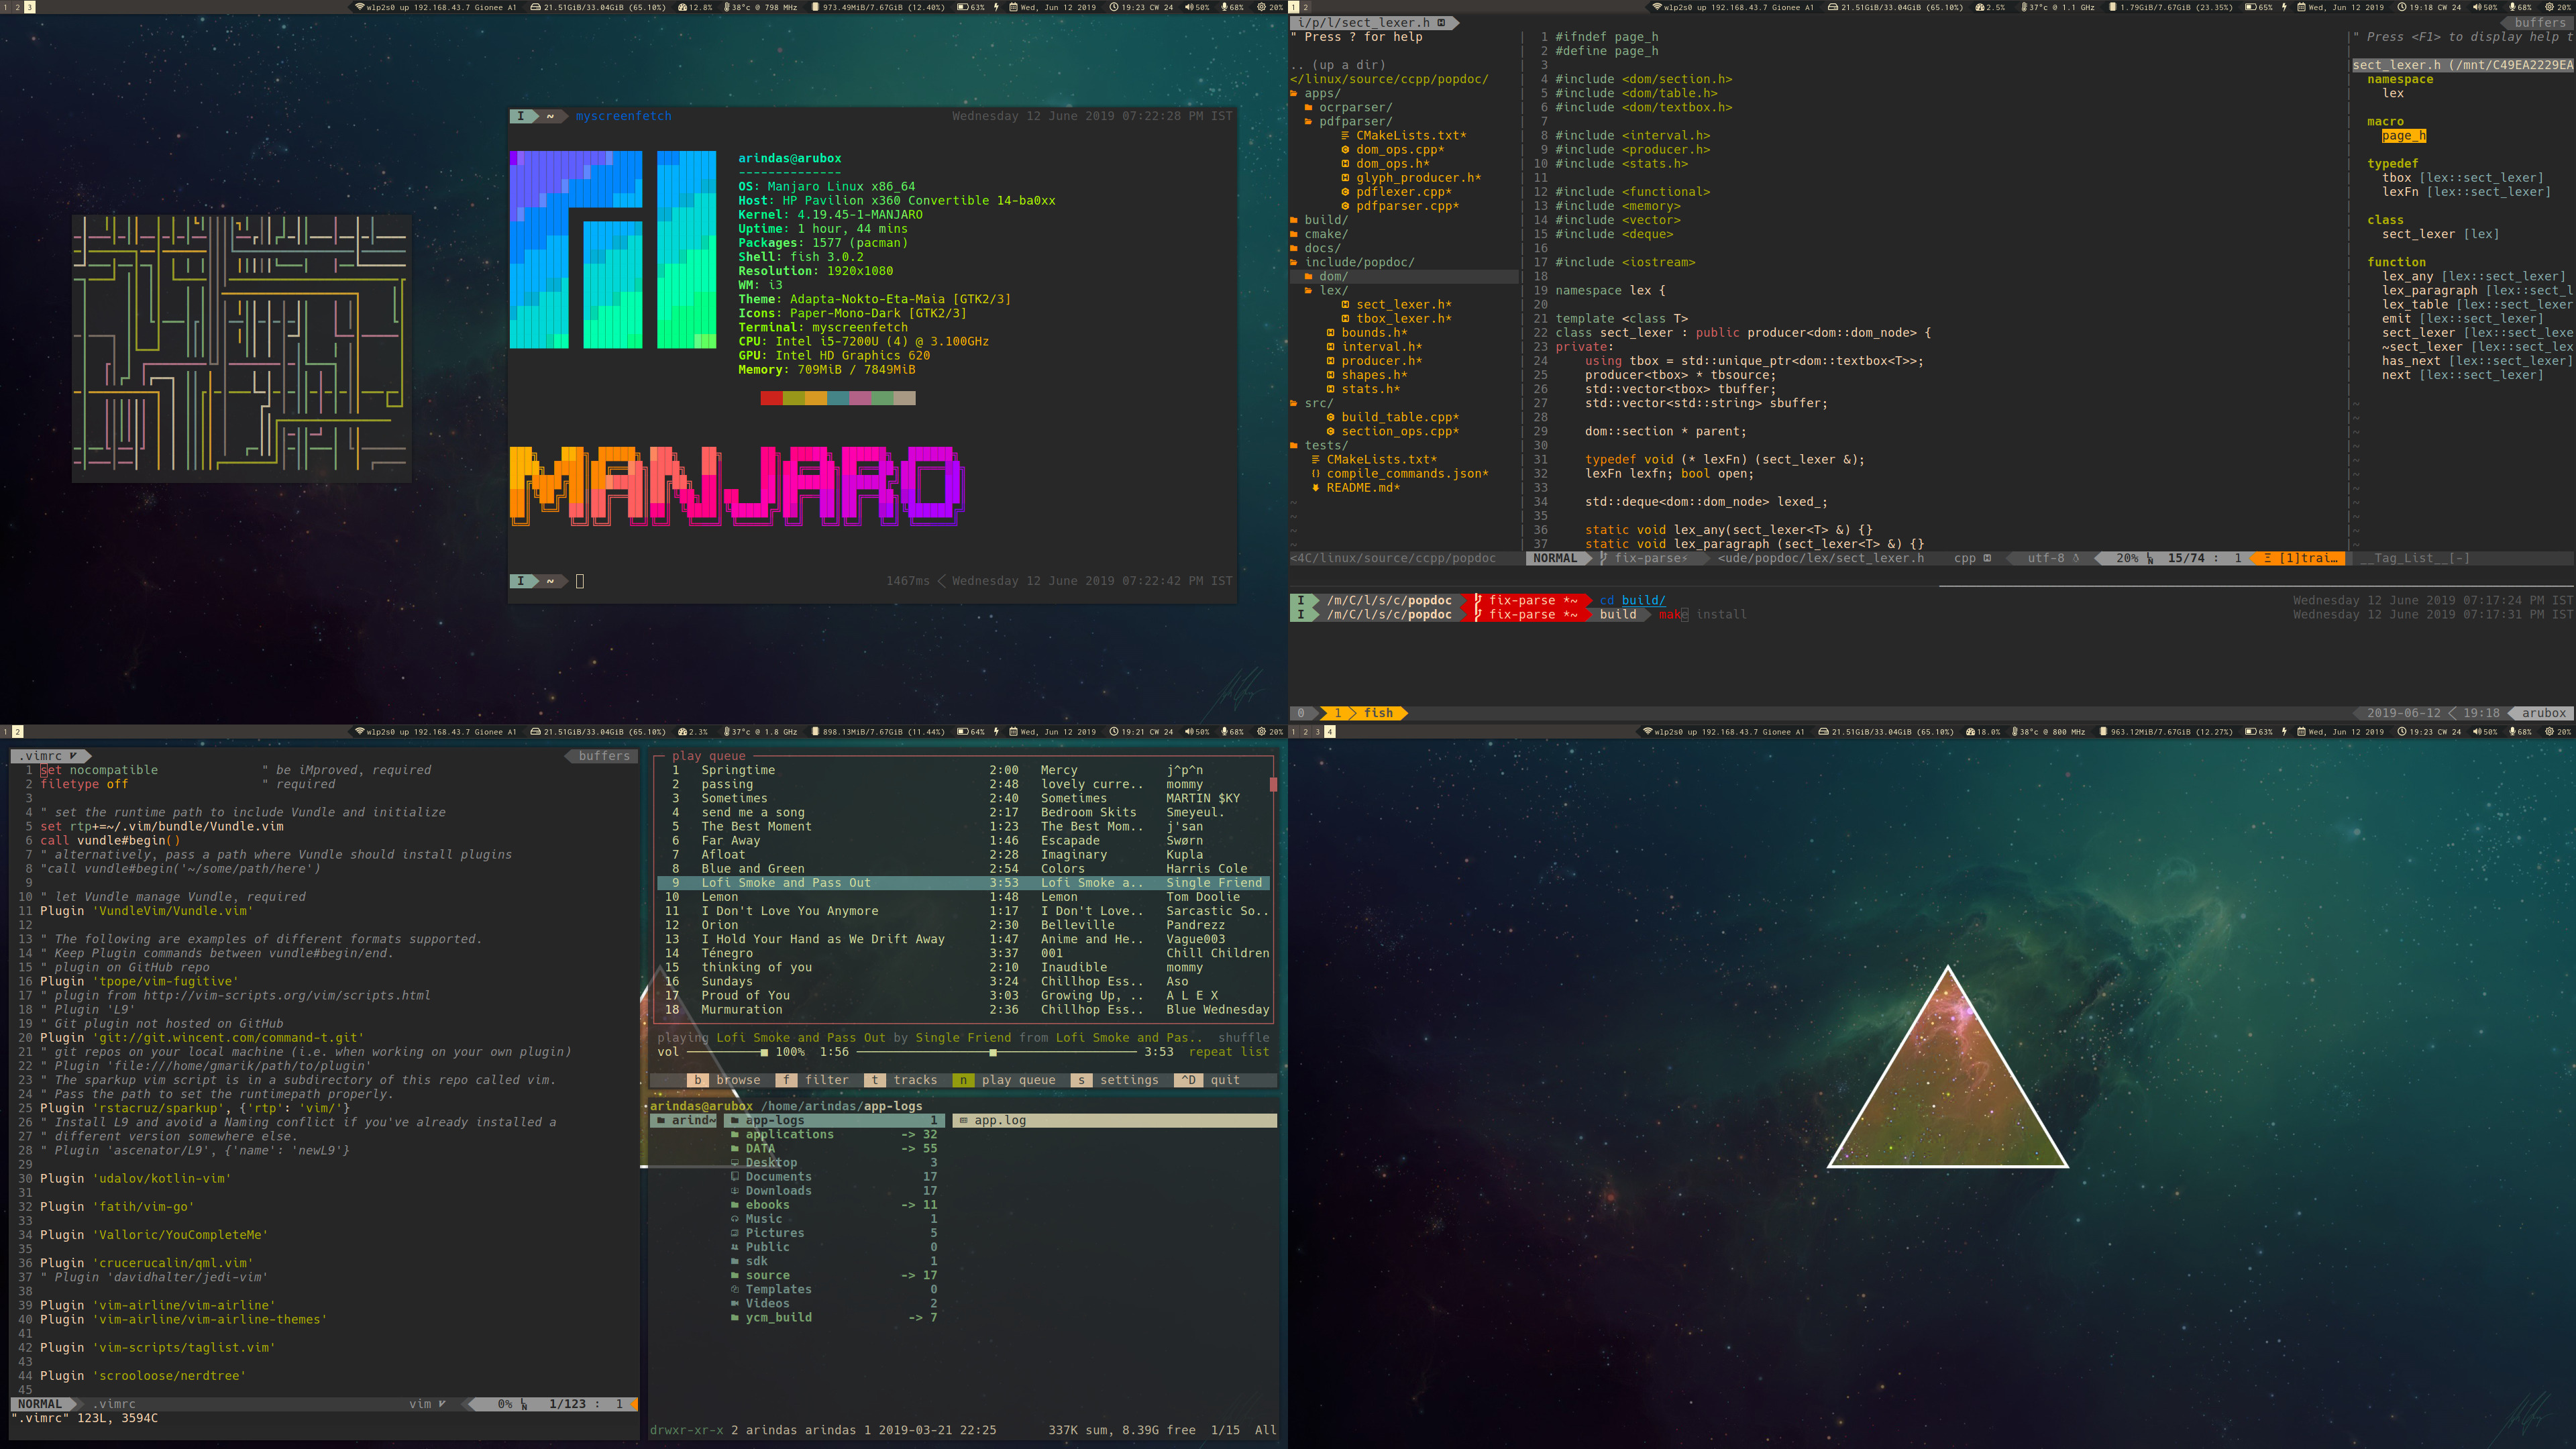 1 2 3
wlp2s0 up 192.168.43.7 Gionee A1 21.51GiB/33.04GiB (65.10%) 12.8% 38°c @ 798 MHz 973.49MiB/7.67GiB (12.40%) 63% Wed, Jun 12 2019 19:23 CW 24 50% 68% 20%
I ~ myscreenfetch Wednesday 12 June 2019 07:22:28 PM IST
arindas@arubox
--------------
OS: Manjaro Linux x86_64
Host: HP Pavilion x360 Convertible 14-ba0xx
Kernel: 4.19.45-1-MANJARO
Uptime: 1 hour, 44 mins
Packages: 1577 (pacman)
Shell: fish 3.0.2
Resolution: 1920x1080
WM: i3
Theme: Adapta-Nokto-Eta-Maia [GTK2/3]
Icons: Paper-Mono-Dark [GTK2/3]
Terminal: myscreenfetch
CPU: Intel i5-7200U (4) @ 3.100GHz
GPU: Intel HD Graphics 620
Memory: 709MiB / 7849MiB
MANJARO
I ~ 1467ms Wednesday 12 June 2019 07:22:42 PM IST
1 2
wlp2s0 up 192.168.43.7 Gionee A1 21.51GiB/33.04GiB (65.10%) 2.5% 37°c @ 1.1 GHz 1.79GiB/7.67GiB (23.35%) 65% Wed, Jun 12 2019 19:18 CW 24 50% 68% 20%
i/p/l/sect_lexer.h buffers
" Press ? for help
.. (up a dir)
</linux/source/ccpp/popdoc/
apps/
ocrparser/
pdfparser/
CMakeLists.txt*
dom_ops.cpp*
dom_ops.h*
glyph_producer.h*
pdflexer.cpp*
pdfparser.cpp*
build/
cmake/
docs/
include/popdoc/
dom/
lex/
sect_lexer.h*
tbox_lexer.h*
bounds.h*
interval.h*
producer.h*
shapes.h*
stats.h*
src/
build_table.cpp*
section_ops.cpp*
tests/
CMakeLists.txt*
compile_commands.json*
README.md*
~
~
~
~
<4C/linux/source/ccpp/popdoc
1 #ifndef page_h
2 #define page_h
3
4 #include <dom/section.h>
5 #include <dom/table.h>
6 #include <dom/textbox.h>
7
8 #include <interval.h>
9 #include <producer.h>
10 #include <stats.h>
11
12 #include <functional>
13 #include <memory>
14 #include <vector>
15 #include <deque>
16
17 #include <iostream>
18
19 namespace lex {
20
21 template <class T>
22 class sect_lexer : public producer<dom::dom_node> {
23 private:
24 using tbox = std::unique_ptr<dom::textbox<T>>;
25 producer<tbox> * tbsource;
26 std::vector<tbox> tbuffer;
27 std::vector<std::string> sbuffer;
28
29 dom::section * parent;
30
31 typedef void (* lexFn) (sect_lexer &);
32 lexFn lexfn; bool open;
33
34 std::deque<dom::dom_node> lexed_;
35
36 static void lex_any(sect_lexer<T> &) {}
37 static void lex_paragraph (sect_lexer<T> &) {}
NORMAL fix-parse <ude/popdoc/lex/sect_lexer.h cpp utf-8 20% 15/74 : 1 Ξ [1]trai…
" Press <F1> to display help t
sect_lexer.h (/mnt/C49EA2229EA
namespace
lex
macro
page_h
typedef
tbox [lex::sect_lexer]
lexFn [lex::sect_lexer]
class
sect_lexer [lex]
function
lex_any [lex::sect_lexer]
lex_paragraph [lex::sect_l
lex_table [lex::sect_lexer
emit [lex::sect_lexer]
sect_lexer [lex::sect_lexe
~sect_lexer [lex::sect_lex
has_next [lex::sect_lexer]
next [lex::sect_lexer]
~
~
~
~
~
~
~
~
~
~
~
__Tag_List__[-]
I /m/C/l/s/c/popdoc fix-parse *~ cd build/ Wednesday 12 June 2019 07:17:24 PM IST
I /m/C/l/s/c/popdoc fix-parse *~ build make install Wednesday 12 June 2019 07:17:31 PM IST
0 1 fish 2019-06-12 19:18 arubox
1 2
wlp2s0 up 192.168.43.7 Gionee A1 21.51GiB/33.04GiB (65.10%) 2.3% 37°c @ 1.8 GHz 898.13MiB/7.67GiB (11.44%) 64% Wed, Jun 12 2019 19:21 CW 24 50% 68% 20%
.vimrc buffers
1 set nocompatible " be iMproved, required
2 filetype off " required
3
4 " set the runtime path to include Vundle and initialize
5 set rtp+=~/.vim/bundle/Vundle.vim
6 call vundle#begin()
7 " alternatively, pass a path where Vundle should install plugins
8 "call vundle#begin('~/some/path/here')
9
10 " let Vundle manage Vundle, required
11 Plugin 'VundleVim/Vundle.vim'
12
13 " The following are examples of different formats supported.
14 " Keep Plugin commands between vundle#begin/end.
15 " plugin on GitHub repo
16 Plugin 'tpope/vim-fugitive'
17 " plugin from http://vim-scripts.org/vim/scripts.html
18 " Plugin 'L9'
19 " Git plugin not hosted on GitHub
20 Plugin 'git://git.wincent.com/command-t.git'
21 " git repos on your local machine (i.e. when working on your own plugin)
22 " Plugin 'file:///home/gmarik/path/to/plugin'
23 " The sparkup vim script is in a subdirectory of this repo called vim.
24 " Pass the path to set the runtimepath properly.
25 Plugin 'rstacruz/sparkup', {'rtp': 'vim/'}
26 " Install L9 and avoid a Naming conflict if you've already installed a
27 " different version somewhere else.
28 " Plugin 'ascenator/L9', {'name': 'newL9'}
29
30 Plugin 'udalov/kotlin-vim'
31
32 Plugin 'fatih/vim-go'
33
34 Plugin 'Valloric/YouCompleteMe'
35
36 Plugin 'crucerucalin/qml.vim'
37 " Plugin 'davidhalter/jedi-vim'
38
39 Plugin 'vim-airline/vim-airline'
40 Plugin 'vim-airline/vim-airline-themes'
41
42 Plugin 'vim-scripts/taglist.vim'
43
44 Plugin 'scrooloose/nerdtree'
45
NORMAL .vimrc vim 0% 1/123 : 1
".vimrc" 123L, 3594C
play queue
1 Springtime 2:00 Mercy j^p^n
2 passing 2:48 lovely curre.. mommy
3 Sometimes 2:40 Sometimes MARTIN $KY
4 send me a song 2:17 Bedroom Skits Smeyeul.
5 The Best Moment 1:23 The Best Mom.. j'san
6 Far Away 1:46 Escapade Swørn
7 Afloat 2:28 Imaginary Kupla
8 Blue and Green 2:54 Colors Harris Cole
9 Lofi Smoke and Pass Out 3:53 Lofi Smoke a.. Single Friend
10 Lemon 1:48 Lemon Tom Doolie
11 I Don't Love You Anymore 1:17 I Don't Love.. Sarcastic So..
12 Orion 2:30 Belleville Pandrezz
13 I Hold Your Hand as We Drift Away 1:47 Anime and He.. Vague003
14 Ténegro 3:37 001 Chill Children
15 thinking of you 2:10 Inaudible mommy
16 Sundays 3:24 Chillhop Ess.. Aso
17 Proud of You 3:03 Growing Up, .. A L E X
18 Murmuration 2:36 Chillhop Ess.. Blue Wednesday
playing Lofi Smoke and Pass Out by Single Friend from Lofi Smoke and Pas.. shuffle
vol 100% 1:56 3:53 repeat list
b browse f filter t tracks n play queue s settings ^D quit
arindas@arubox /home/arindas/app-logs
arind~ app-logs 1 app.log
applications -> 32
DATA -> 55
Desktop 3
Documents 17
Downloads 17
ebooks -> 11
Music 1
Pictures 5
Public 0
sdk 1
source -> 17
Templates 0
Videos 2
ycm_build -> 7
drwxr-xr-x 2 arindas arindas 1 2019-03-21 22:25 337K sum, 8.39G free 1/15 All
1 2 3 4
wlp2s0 up 192.168.43.7 Gionee A1 21.51GiB/33.04GiB (65.10%) 18.0% 38°c @ 800 MHz 963.12MiB/7.67GiB (12.27%) 63% Wed, Jun 12 2019 19:23 CW 24 50% 68% 20%